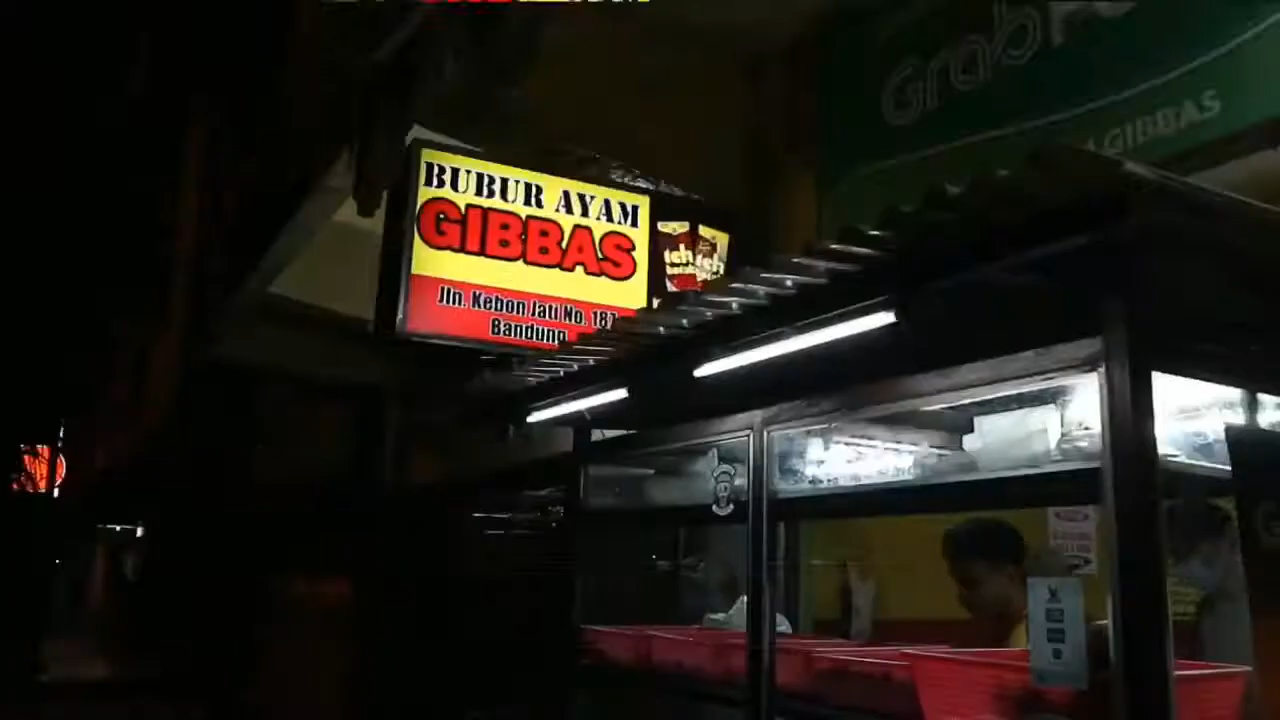 BUBUR AYAM
GIBBAS
Jln. Kebon Jati No. 187
Bandung
Grab
GIBBAS